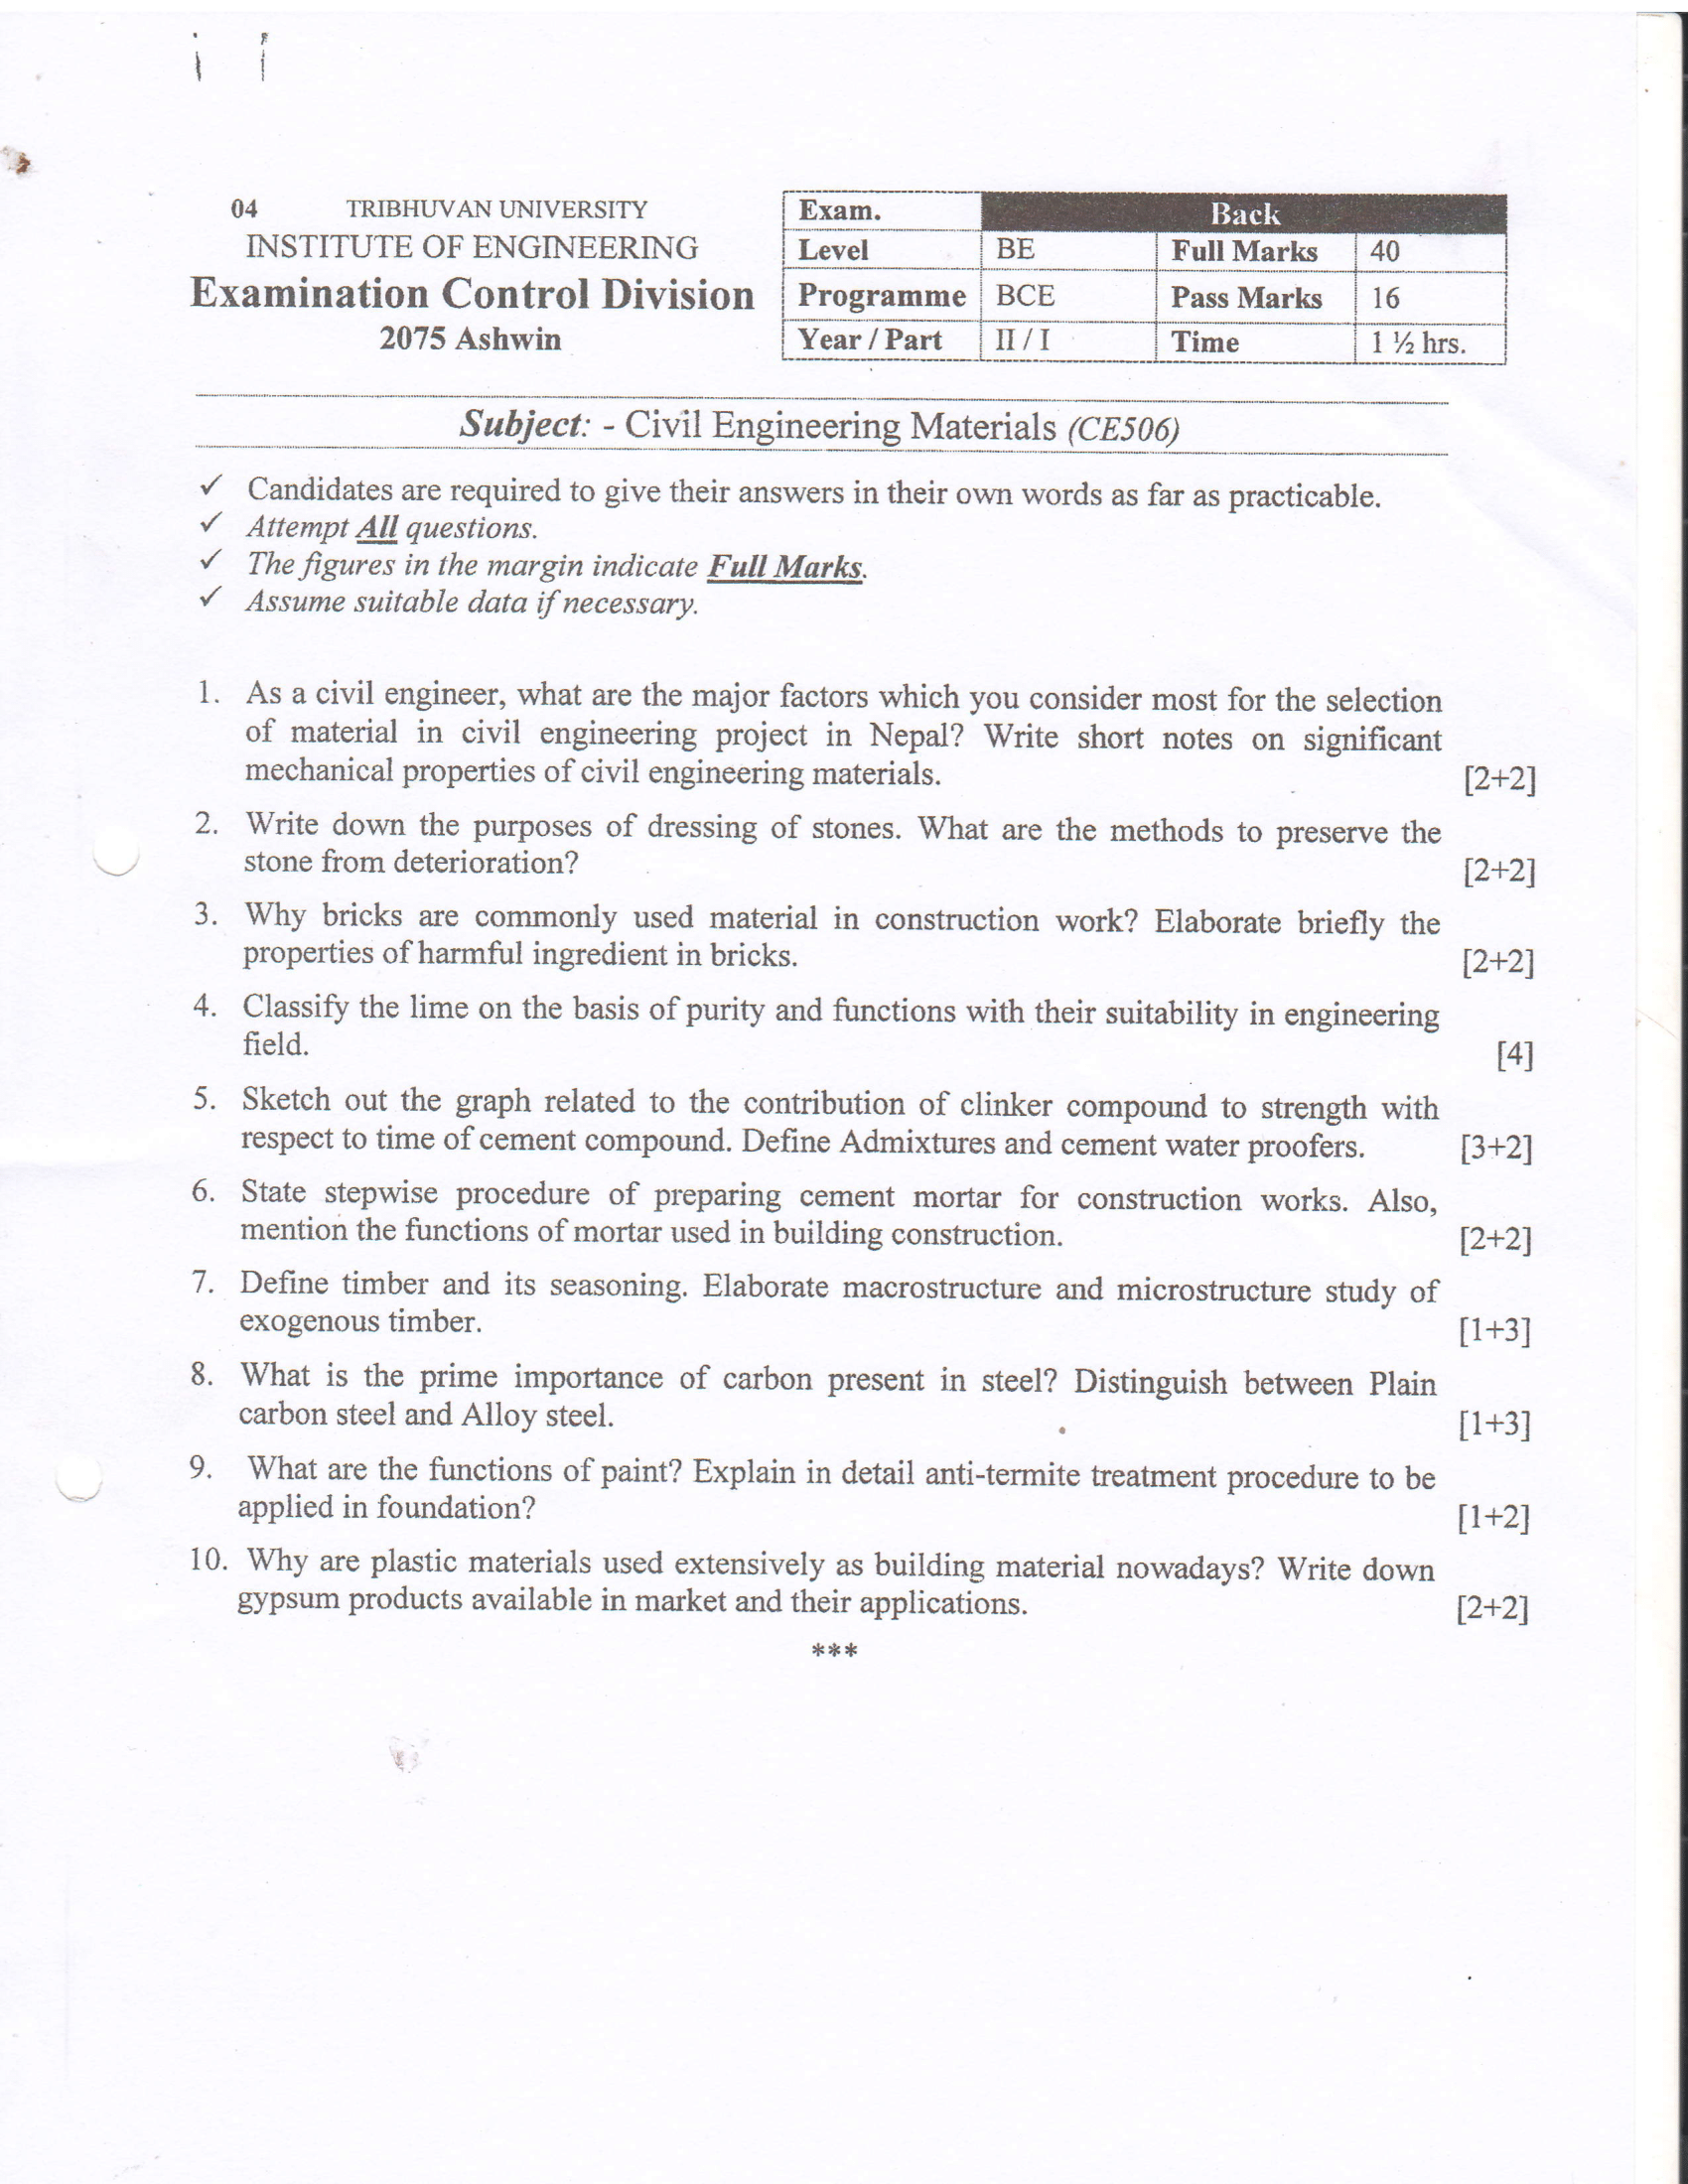 04 TRIBHUVAN UNIVERSITY
INSTITUTE OF ENGINEERING
Examination Control Division
2075 Ashwin
Exam. Back
Level BE Full Marks 40
Programme BCE Pass Marks 16
Year / Part II / I Time 1 ½ hrs.
Subject: - Civil Engineering Materials (CE506)
✓ Candidates are required to give their answers in their own words as far as practicable.
✓ Attempt All questions.
✓ The figures in the margin indicate Full Marks.
✓ Assume suitable data if necessary.
1. As a civil engineer, what are the major factors which you consider most for the selection
of material in civil engineering project in Nepal? Write short notes on significant
mechanical properties of civil engineering materials. [2+2]
2. Write down the purposes of dressing of stones. What are the methods to preserve the
stone from deterioration? [2+2]
3. Why bricks are commonly used material in construction work? Elaborate briefly the
properties of harmful ingredient in bricks. [2+2]
4. Classify the lime on the basis of purity and functions with their suitability in engineering
field. [4]
5. Sketch out the graph related to the contribution of clinker compound to strength with
respect to time of cement compound. Define Admixtures and cement water proofers. [3+2]
6. State stepwise procedure of preparing cement mortar for construction works. Also,
mention the functions of mortar used in building construction. [2+2]
7. Define timber and its seasoning. Elaborate macrostructure and microstructure study of
exogenous timber. [1+3]
8. What is the prime importance of carbon present in steel? Distinguish between Plain
carbon steel and Alloy steel. [1+3]
9. What are the functions of paint? Explain in detail anti-termite treatment procedure to be
applied in foundation? [1+2]
10. Why are plastic materials used extensively as building material nowadays? Write down
gypsum products available in market and their applications. [2+2]
***